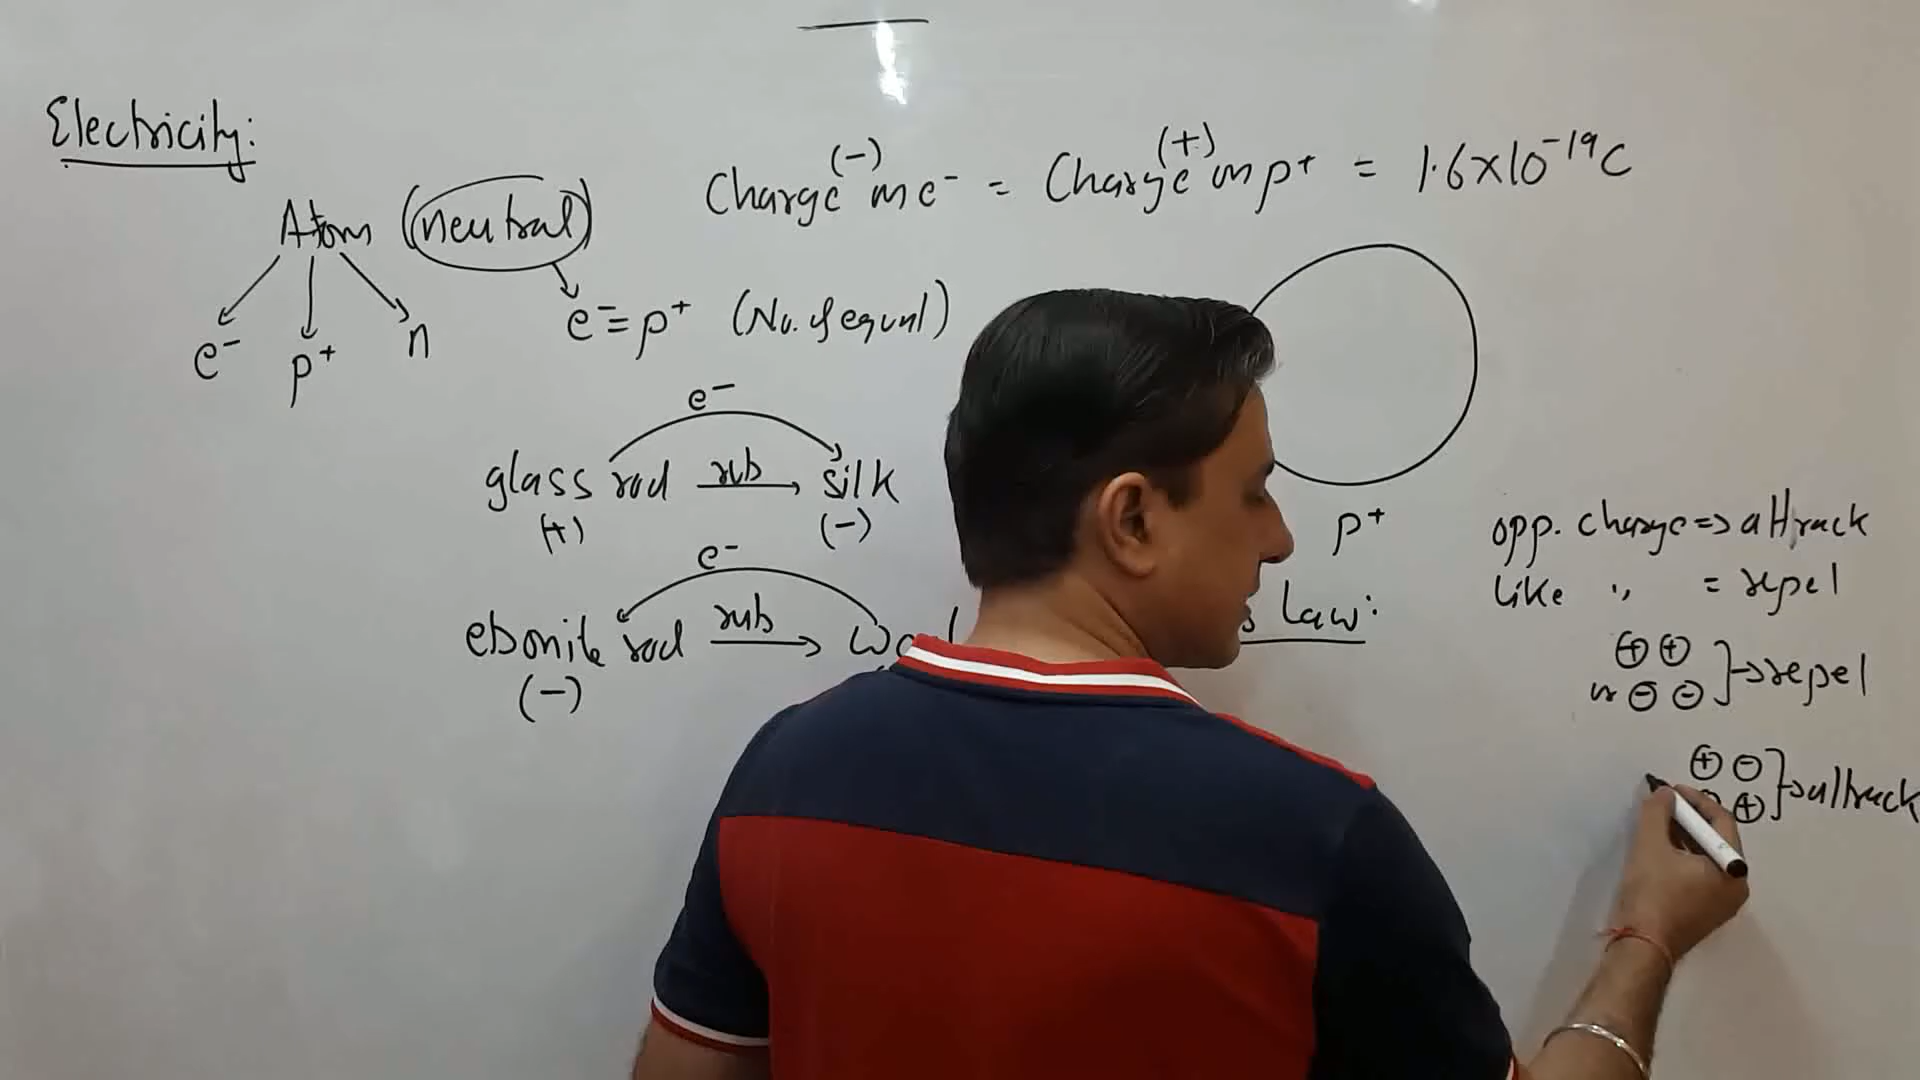 Electricity:
Atom (neutral)
e⁻ p⁺ n
e⁻ = p⁺ (No. of equal)
Charge (-) on e⁻ = Charge (+) on p⁺ = 1.6×10⁻¹⁹C
e⁻
glass rod rub silk
(+) (-)
e⁻
ebonite rod rub
(-)
p⁺
Law:
opp. charge => attrack
like ,, = repel
⊕ ⊕
or ⊖ ⊖ } → repel
⊕ ⊖
⊕ } → attrack